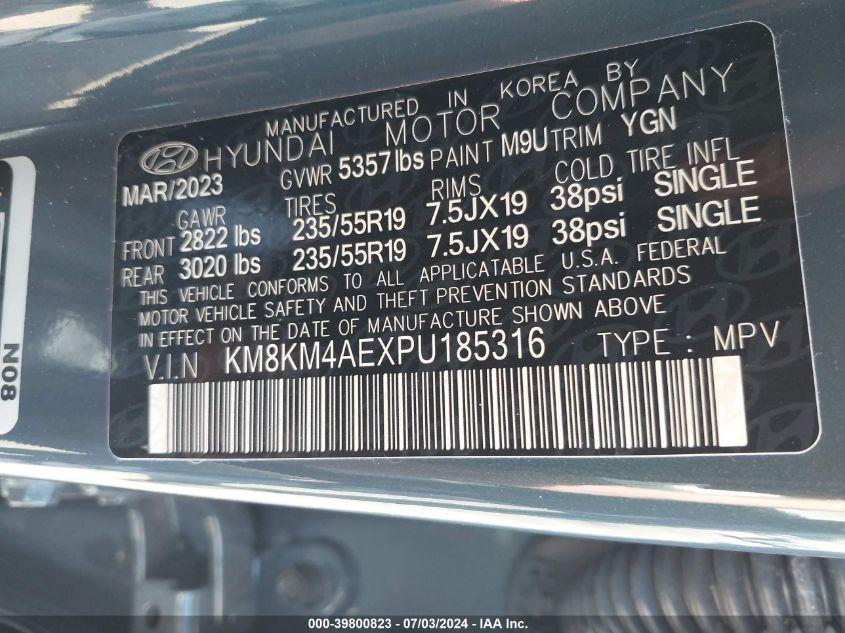 MANUFACTURED IN KOREA BY
HYUNDAI MOTOR COMPANY
MAR/2023 GVWR 5357 lbs PAINT M9U TRIM YGN
GAWR TIRES RIMS COLD TIRE INFL
FRONT 2822 lbs 235/55R19 7.5JX19 38psi SINGLE
REAR 3020 lbs 235/55R19 7.5JX19 38psi SINGLE
THIS VEHICLE CONFORMS TO ALL APPLICATABLE U.S.A. FEDERAL
MOTOR VEHICLE SAFETY AND THEFT PREVENTION STANDARDS
IN EFFECT ON THE DATE OF MANUFACTURE SHOWN ABOVE
V.I.N KM8KM4AEXPU185316 TYPE : MPV
N08
000-39800823 - 07/03/2024 - IAA Inc.